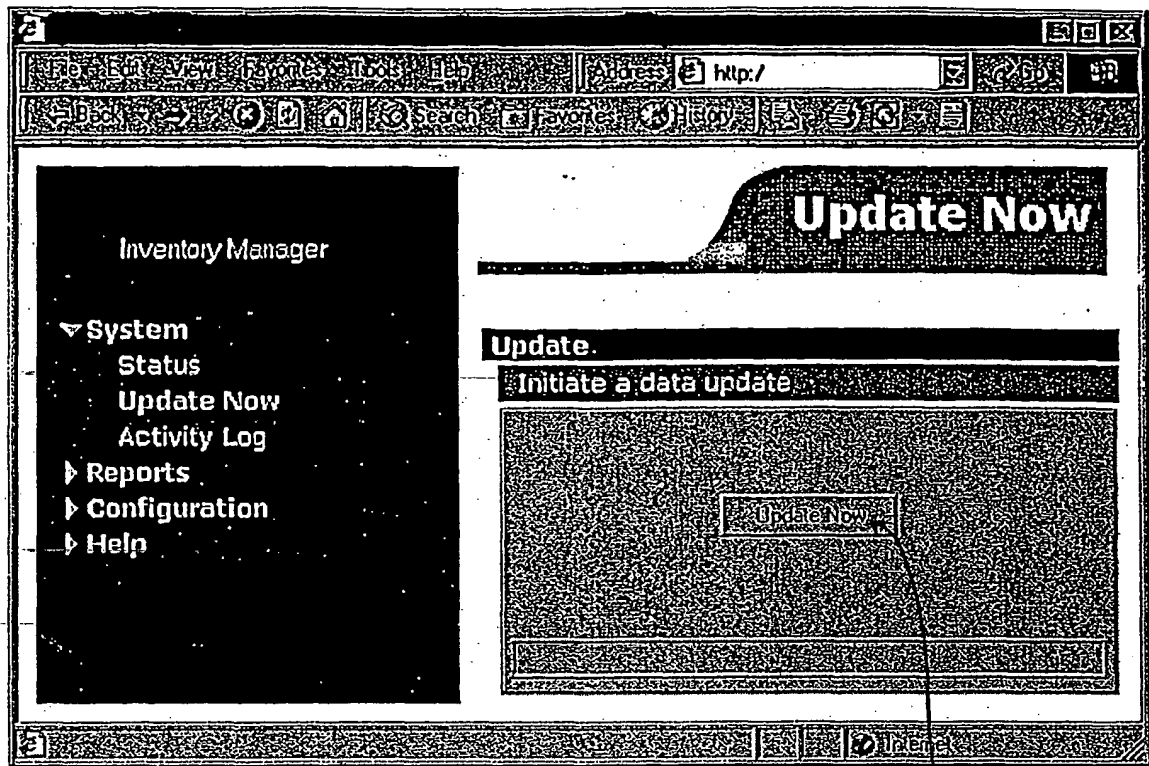 File Edit View Favorites Tools Help Address http:/ Go
Back Search Favorites History
Inventory Manager
System
Status
Update Now
Activity Log
Reports
Configuration
Help
Update Now
Update
Initiate a data update
Update Now
Internet